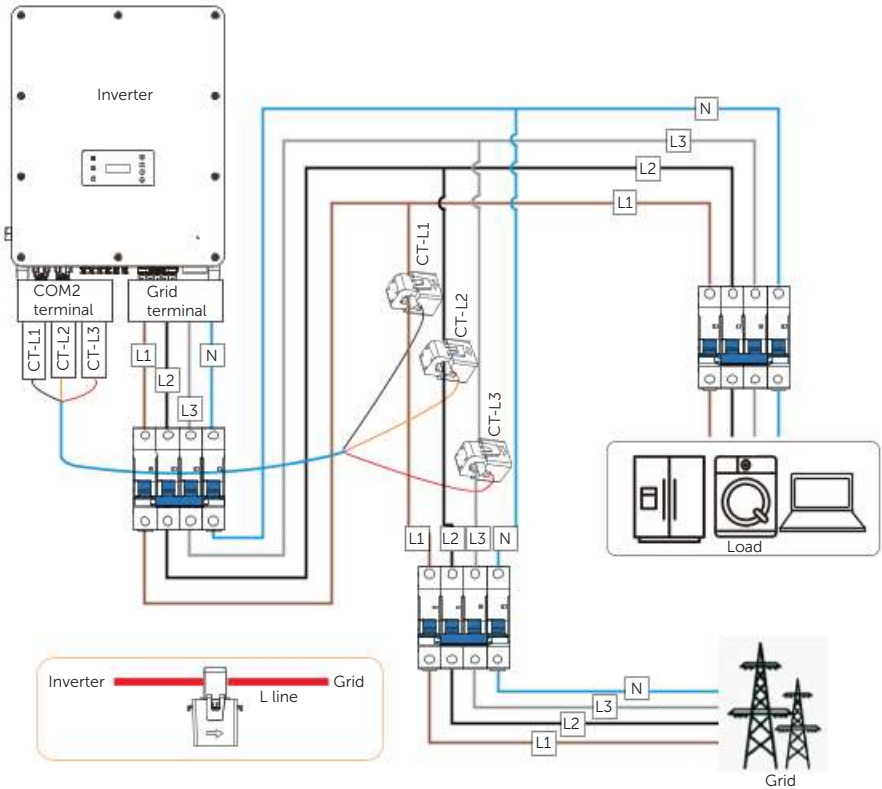 Inverter
N
L3
L2
L1
CT-L1
CT-L2
CT-L3
COM2
terminal
Grid
terminal
CT-L1
CT-L2
CT-L3
L1
L2
L3
N
L1
L2
L3
N
Load
Inverter
Grid
L line
N
L3
L2
L1
Grid